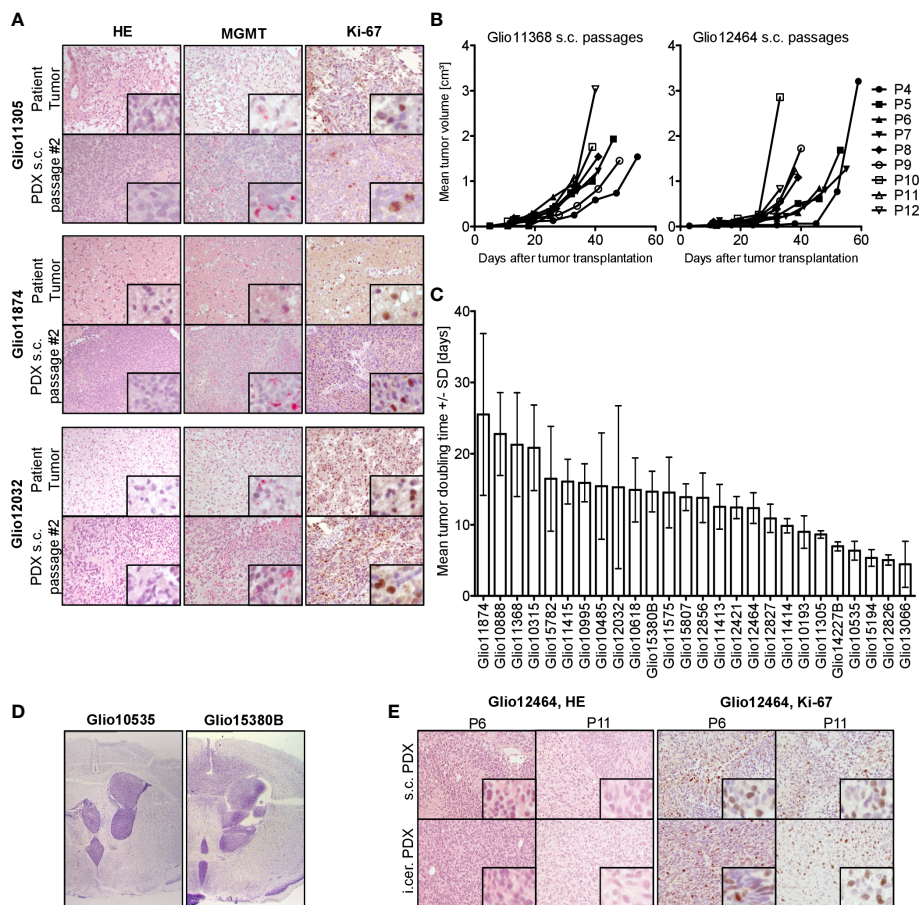 A
HE
MGMT
Ki-67
Glio11305
Patient
Tumor
PDX s.c.
passage #2
Glio11874
Patient
Tumor
PDX s.c.
passage #2
Glio12032
Patient
Tumor
PDX s.c.
passage #2
B
Glio11368 s.c. passages
Glio12464 s.c. passages
Mean tumor volume [cm³]
4
3
2
1
0
0
20
40
60
Days after tumor transplantation
4
3
2
1
0
0
20
40
60
Days after tumor transplantation
P4
P5
P6
P7
P8
P9
P10
P11
P12
C
Mean tumor doubling time +/- SD [days]
40
30
20
10
0
Glio11874
Glio10888
Glio11368
Glio10315
Glio15782
Glio11415
Glio10995
Glio10485
Glio12032
Glio10618
Glio15380B
Glio11575
Glio15807
Glio12856
Glio11413
Glio12421
Glio12464
Glio12827
Glio11414
Glio10193
Glio11305
Glio14227B
Glio10535
Glio15194
Glio12826
Glio13066
D
Glio10535
Glio15380B
E
Glio12464, HE
Glio12464, Ki-67
P6
P11
P6
P11
s.c. PDX
i.cer. PDX